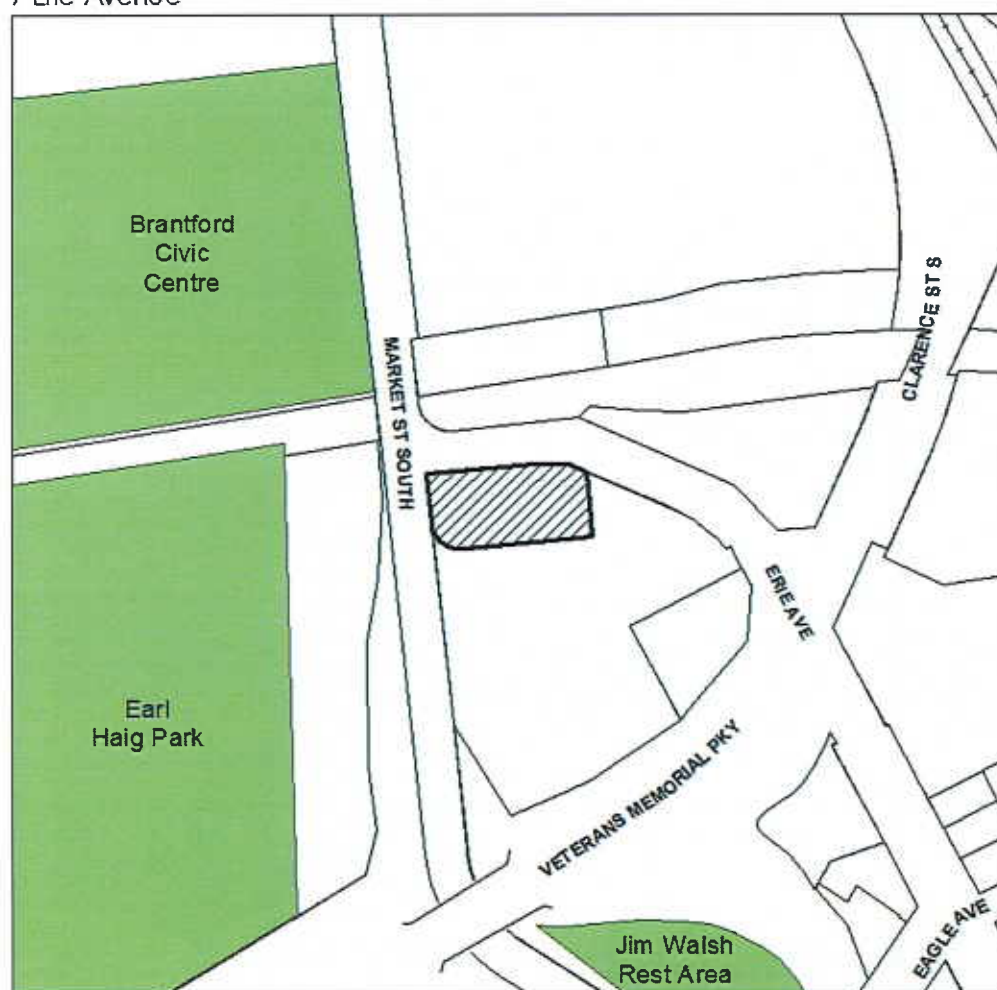 7 Erie Avenue
Brantford
Civic
Centre
CLARENCE ST S
MARKET ST SOUTH
ERIE AVE
Earl
Haig Park
VETERANS MEMORIAL PKY
EAGLE AVE
Jim Walsh
Rest Area